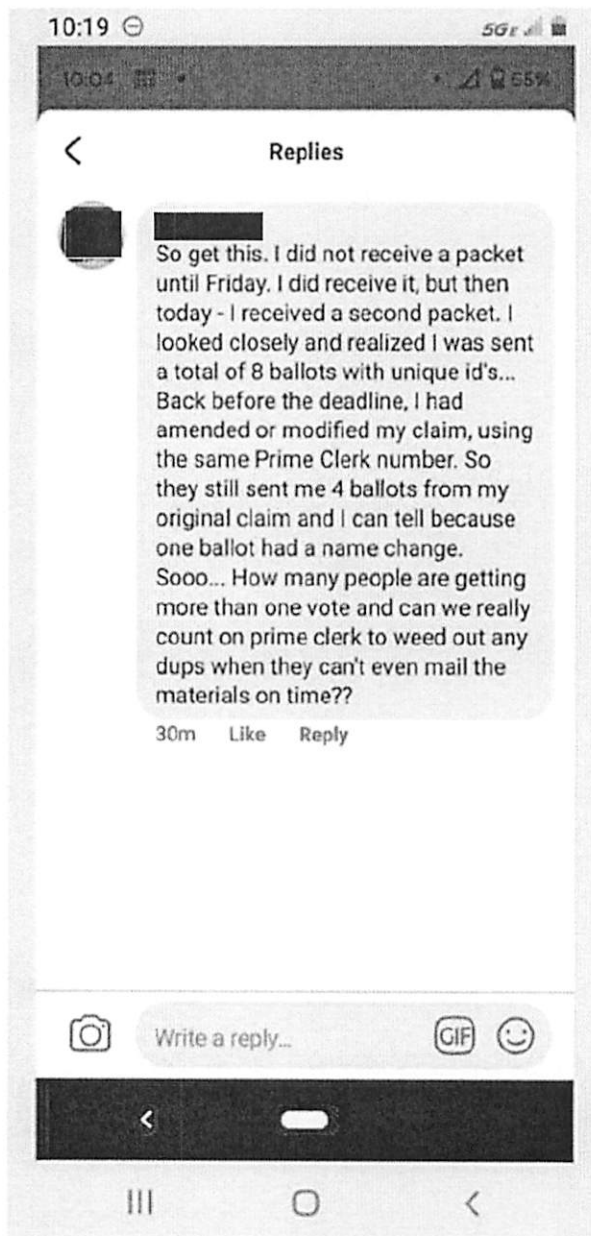 10:19
5GE
10:04
65%
Replies
So get this. I did not receive a packet
until Friday. I did receive it, but then
today - I received a second packet. I
looked closely and realized I was sent
a total of 8 ballots with unique id's...
Back before the deadline, I had
amended or modified my claim, using
the same Prime Clerk number. So
they still sent me 4 ballots from my
original claim and I can tell because
one ballot had a name change.
Sooo... How many people are getting
more than one vote and can we really
count on prime clerk to weed out any
dups when they can't even mail the
materials on time??
30m Like Reply
Write a reply...
GIF